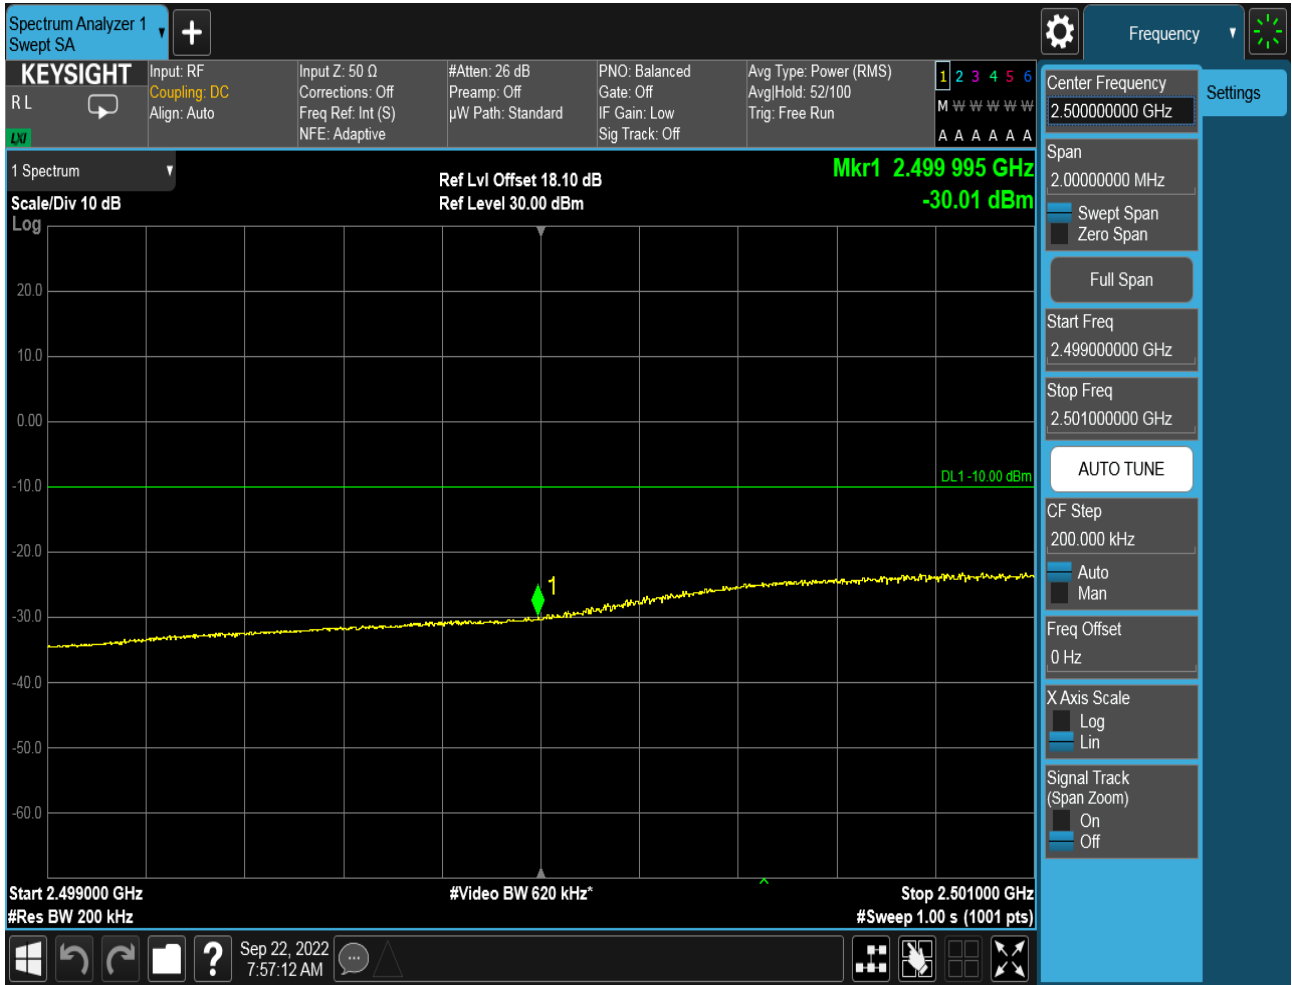 Spectrum Analyzer 1
Swept SA
Frequency
KEYSIGHT
R L
LXI
Input: RF
Coupling: DC
Align: Auto
Input Z: 50 Ω
Corrections: Off
Freq Ref: Int (S)
NFE: Adaptive
#Atten: 26 dB
Preamp: Off
µW Path: Standard
PNO: Balanced
Gate: Off
IF Gain: Low
Sig Track: Off
Avg Type: Power (RMS)
Avg|Hold: 52/100
Trig: Free Run
1 2 3 4 5 6
M W W W W W
A A A A A A
1 Spectrum
Scale/Div 10 dB
Log
Ref Lvl Offset 18.10 dB
Ref Level 30.00 dBm
Mkr1 2.499 995 GHz
-30.01 dBm
20.0
10.0
0.00
-10.0
-20.0
-30.0
-40.0
-50.0
-60.0
DL1 -10.00 dBm
1
Start 2.499000 GHz
#Res BW 200 kHz
#Video BW 620 kHz*
Stop 2.501000 GHz
#Sweep 1.00 s (1001 pts)
Sep 22, 2022
7:57:12 AM
Center Frequency
2.500000000 GHz
Settings
Span
2.00000000 MHz
Swept Span
Zero Span
Full Span
Start Freq
2.499000000 GHz
Stop Freq
2.501000000 GHz
AUTO TUNE
CF Step
200.000 kHz
Auto
Man
Freq Offset
0 Hz
X Axis Scale
Log
Lin
Signal Track
(Span Zoom)
On
Off